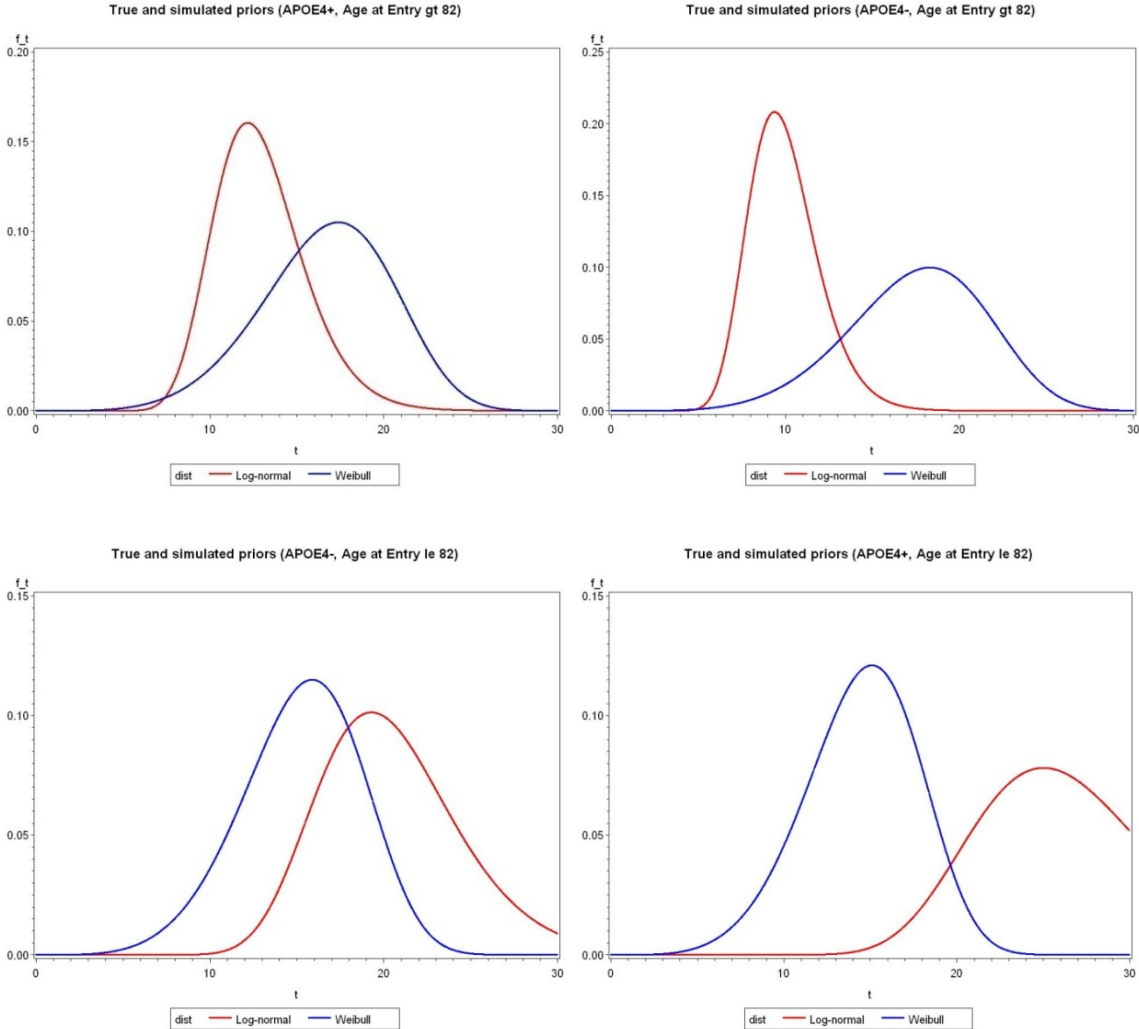 True and simulated priors (APOE4+, Age at Entry gt 82)
f_t
0.20
0.15
0.10
0.05
0.00
0 10 20 30
t
dist Log-normal Weibull
True and simulated priors (APOE4-, Age at Entry gt 82)
f_t
0.25
0.20
0.15
0.10
0.05
0.00
0 10 20 30
t
dist Log-normal Weibull
True and simulated priors (APOE4-, Age at Entry le 82)
f_t
0.15
0.10
0.05
0.00
0 10 20 30
t
dist Log-normal Weibull
True and simulated priors (APOE4+, Age at Entry le 82)
f_t
0.15
0.10
0.05
0.00
0 10 20 30
t
dist Log-normal Weibull